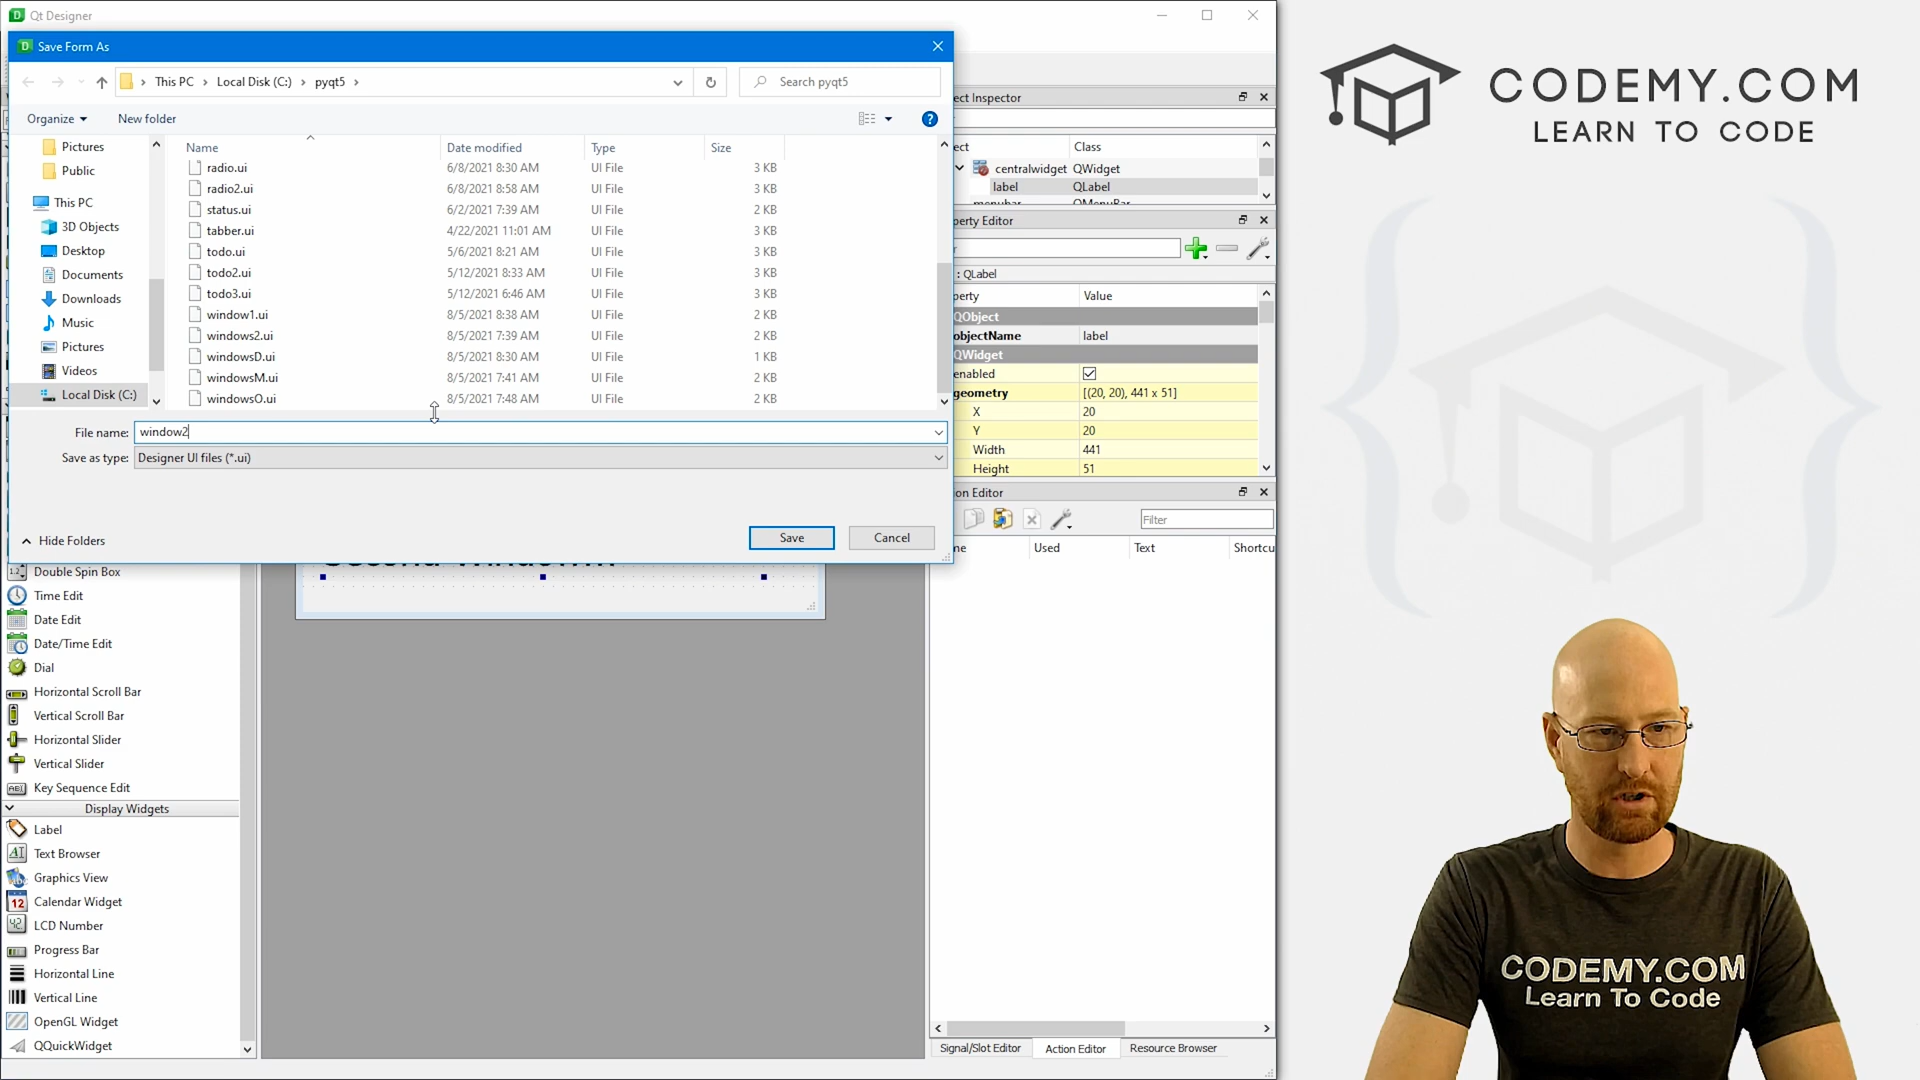 Qt Designer
Save Form As
This PC
Local Disk (C:)
pyqt5
Search pyqt5
Organize
New folder
Pictures
Public
This PC
3D Objects
Desktop
Documents
Downloads
Music
Pictures
Videos
Local Disk (C:)
Name Date modified Type Size
radio.ui 6/8/2021 8:30 AM UI File 3 KB
radio2.ui 6/8/2021 8:58 AM UI File 3 KB
status.ui 6/2/2021 7:39 AM UI File 2 KB
tabber.ui 4/22/2021 11:01 AM UI File 3 KB
todo.ui 5/6/2021 8:21 AM UI File 3 KB
todo2.ui 5/12/2021 8:33 AM UI File 3 KB
todo3.ui 5/12/2021 6:46 AM UI File 3 KB
window1.ui 8/5/2021 8:38 AM UI File 2 KB
windows2.ui 8/5/2021 7:39 AM UI File 2 KB
windowsD.ui 8/5/2021 8:30 AM UI File 1 KB
windowsM.ui 8/5/2021 7:41 AM UI File 2 KB
windowsO.ui 8/5/2021 7:48 AM UI File 2 KB
File name: window2
Save as type: Designer UI files (*.ui)
Hide Folders
Save
Cancel
Double Spin Box
Time Edit
Date Edit
Date/Time Edit
Dial
Horizontal Scroll Bar
Vertical Scroll Bar
Horizontal Slider
Vertical Slider
Key Sequence Edit
Display Widgets
Label
Text Browser
Graphics View
Calendar Widget
LCD Number
Progress Bar
Horizontal Line
Vertical Line
OpenGL Widget
QQuickWidget
ect Inspector
ect Class
centralwidget QWidget
label QLabel
menubar QMenuBar
perty Editor
: QLabel
perty Value
QObject
objectName label
QWidget
enabled
geometry [(20, 20), 441 x 51]
X 20
Y 20
Width 441
Height 51
on Editor
Filter
me Used Text Shortcu
Signal/Slot Editor
Action Editor
Resource Browser
CODEMY.COM
LEARN TO CODE
CODEMY.COM
Learn To Code